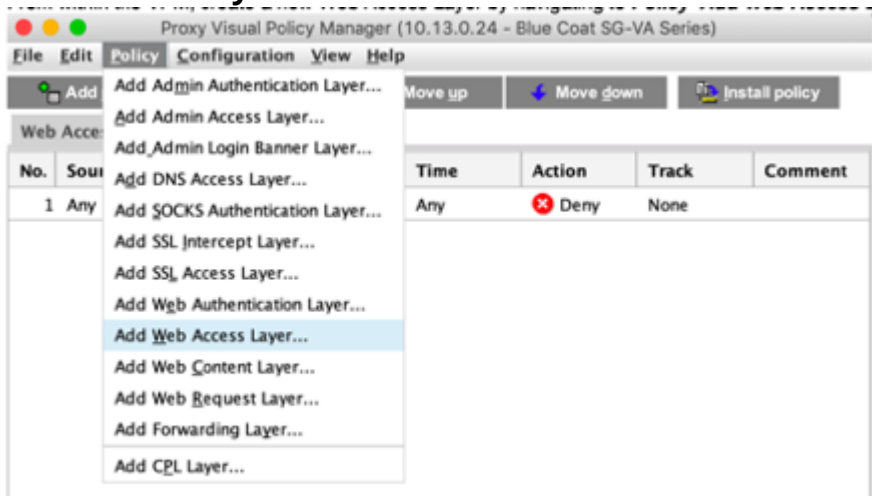 Proxy Visual Policy Manager (10.13.0.24 - Blue Coat SG-VA Series)
File Edit Policy Configuration View Help
Add Move up Move down Install policy
Web Acce
No. Sour Time Action Track Comment
1 Any Any Deny None
Add Admin Authentication Layer...
Add Admin Access Layer...
Add Admin Login Banner Layer...
Add DNS Access Layer...
Add SOCKS Authentication Layer...
Add SSL Intercept Layer...
Add SSL Access Layer...
Add Web Authentication Layer...
Add Web Access Layer...
Add Web Content Layer...
Add Web Request Layer...
Add Forwarding Layer...
Add CPL Layer...